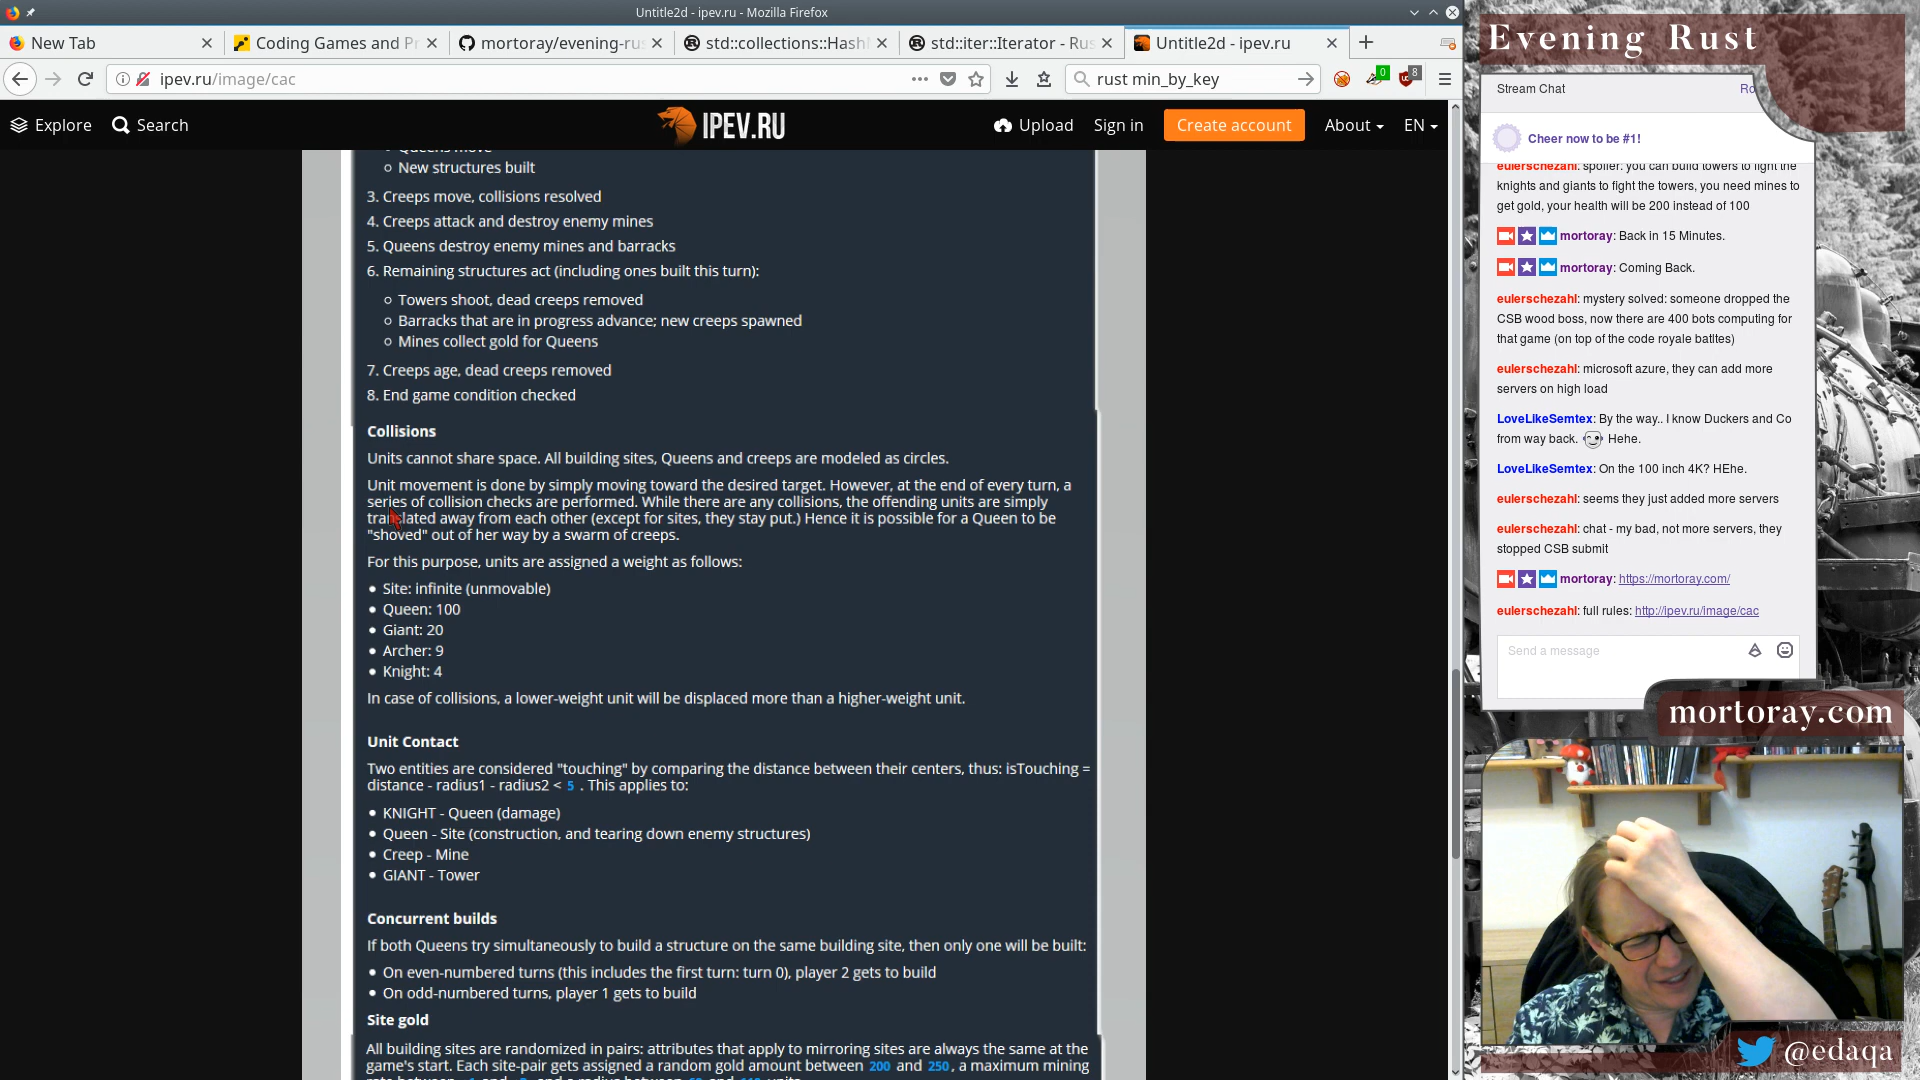 Untitle2d - ipev.ru - Mozilla Firefox
New Tab
Coding Games and Pr
mortoray/evening-rus
std::collections::Hash
std::iter::Iterator - Rus
Untitle2d - ipev.ru
ipev.ru/image/cac
rust min_by_key
0
8
Explore
Search
IPEV.RU
Upload
Sign in
Create account
About
EN
Queens move
New structures built
3. Creeps move, collisions resolved
4. Creeps attack and destroy enemy mines
5. Queens destroy enemy mines and barracks
6. Remaining structures act (including ones built this turn):
Towers shoot, dead creeps removed
Barracks that are in progress advance; new creeps spawned
Mines collect gold for Queens
7. Creeps age, dead creeps removed
8. End game condition checked
Collisions
Units cannot share space. All building sites, Queens and creeps are modeled as circles.
Unit movement is done by simply moving toward the desired target. However, at the end of every turn, a
series of collision checks are performed. While there are any collisions, the offending units are simply
translated away from each other (except for sites, they stay put.) Hence it is possible for a Queen to be
"shoved" out of her way by a swarm of creeps.
For this purpose, units are assigned a weight as follows:
• Site: infinite (unmovable)
• Queen: 100
• Giant: 20
• Archer: 9
• Knight: 4
In case of collisions, a lower-weight unit will be displaced more than a higher-weight unit.
Unit Contact
Two entities are considered "touching" by comparing the distance between their centers, thus: isTouching =
distance - radius1 - radius2 < 5 . This applies to:
• KNIGHT - Queen (damage)
• Queen - Site (construction, and tearing down enemy structures)
• Creep - Mine
• GIANT - Tower
Concurrent builds
If both Queens try simultaneously to build a structure on the same building site, then only one will be built:
• On even-numbered turns (this includes the first turn: turn 0), player 2 gets to build
• On odd-numbered turns, player 1 gets to build
Site gold
All building sites are randomized in pairs: attributes that apply to mirroring sites are always the same at the
game's start. Each site-pair gets assigned a random gold amount between 200 and 250, a maximum mining
Evening Rust
Stream Chat
Ro
Cheer now to be #1!
eulerschezahl: spoiler: you can build towers to fight the
knights and giants to fight the towers, you need mines to
get gold, your health will be 200 instead of 100
mortoray: Back in 15 Minutes.
mortoray: Coming Back.
eulerschezahl: mystery solved: someone dropped the
CSB wood boss, now there are 400 bots computing for
that game (on top of the code royale batltes)
eulerschezahl: microsoft azure, they can add more
servers on high load
LoveLikeSemtex: By the way.. I know Duckers and Co
from way back. Hehe.
LoveLikeSemtex: On the 100 inch 4K? HEhe.
eulerschezahl: seems they just added more servers
eulerschezahl: chat - my bad, not more servers, they
stopped CSB submit
mortoray: https://mortoray.com/
eulerschezahl: full rules: http://ipev.ru/image/cac
Send a message
mortoray.com
@edaqa